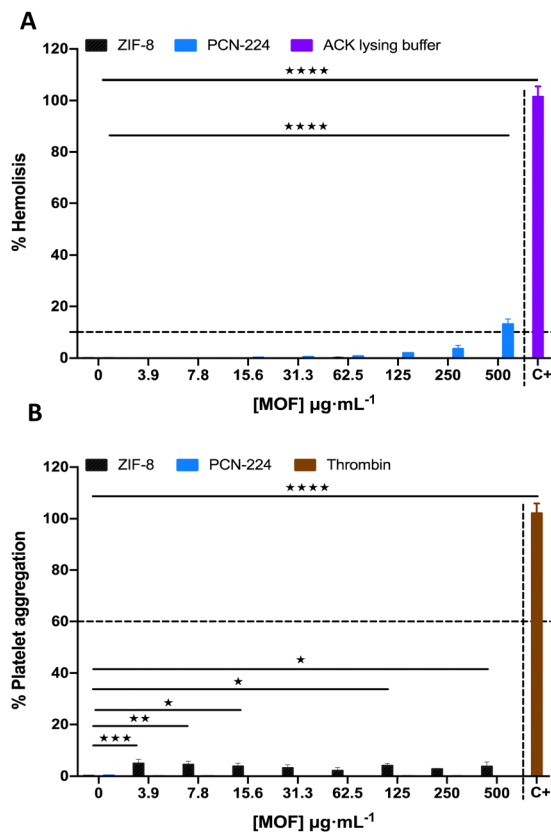 A
ZIF-8 PCN-224 ACK lysing buffer
★★★★
★★★★
% Hemolisis
120
100
80
60
40
20
10
0
0 3.9 7.8 15.6 31.3 62.5 125 250 500 C+
[MOF] µg·mL⁻¹
B
ZIF-8 PCN-224 Thrombin
★★★★
★
★
★
★★
★★★
% Platelet aggregation
120
100
80
60
40
20
0
0 3.9 7.8 15.6 31.3 62.5 125 250 500 C+
[MOF] µg·mL⁻¹